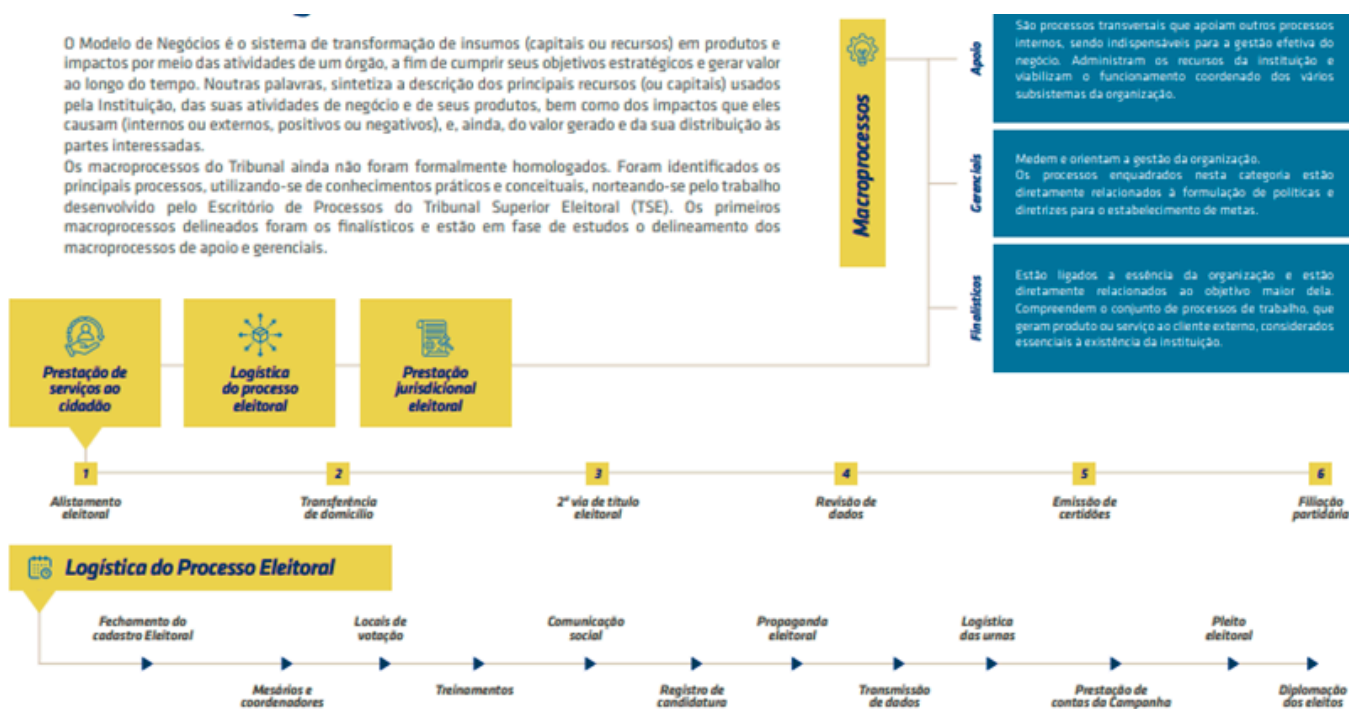 O Modelo de Negócios é o sistema de transformação de insumos (capitais ou recursos) em produtos e
impactos por meio das atividades de um órgão, a fim de cumprir seus objetivos estratégicos e gerar valor
ao longo do tempo. Noutras palavras, sintetiza a descrição dos principais recursos (ou capitais) usados
pela Instituição, das suas atividades de negócio e de seus produtos, bem como dos impactos que eles
causam (internos ou externos, positivos ou negativos), e, ainda, do valor gerado e da sua distribuição às
partes interessadas.
Os macroprocessos do Tribunal ainda não foram formalmente homologados. Foram identificados os
principais processos, utilizando-se de conhecimentos práticos e conceituais, norteando-se pelo trabalho
desenvolvido pelo Escritório de Processos do Tribunal Superior Eleitoral (TSE). Os primeiros
macroprocessos delineados foram os finalísticos e estão em fase de estudos o delineamento dos
macroprocessos de apoio e gerenciais.
Macroprocessos
Apoio
São processos transversais que apoiam outros processos
internos, sendo indispensáveis para a gestão efetiva do
negócio. Administram os recursos da instituição e
viabilizam o funcionamento coordenado dos vários
subsistemas da organização.
Gerenciais
Medem e orientam a gestão da organização.
Os processos enquadrados nesta categoria estão
diretamente relacionados à formulação de políticas e
diretrizes para o estabelecimento de metas.
Finalísticos
Estão ligados a essência da organização e estão
diretamente relacionados ao objetivo maior dela.
Compreendem o conjunto de processos de trabalho, que
geram produto ou serviço ao cliente externo, considerados
essenciais à existência da instituição.
Prestação de
serviços ao
cidadão
Logística
do processo
eleitoral
Prestação
jurisdicional
eleitoral
1
Alistamento
eleitoral
2
Transferência
de domicílio
3
2ª via de título
eleitoral
4
Revisão de
dados
5
Emissão de
certidões
6
Filiação
partidária
Logística do Processo Eleitoral
Fechamento do
cadastro Eleitoral
Mesários e
coordenadores
Locais de
votação
Treinamentos
Comunicação
social
Registro de
candidatura
Propaganda
eleitoral
Transmissão
de dados
Logística
das urnas
Prestação de
contas da Campanha
Pleito
eleitoral
Diplomação
dos eleitos